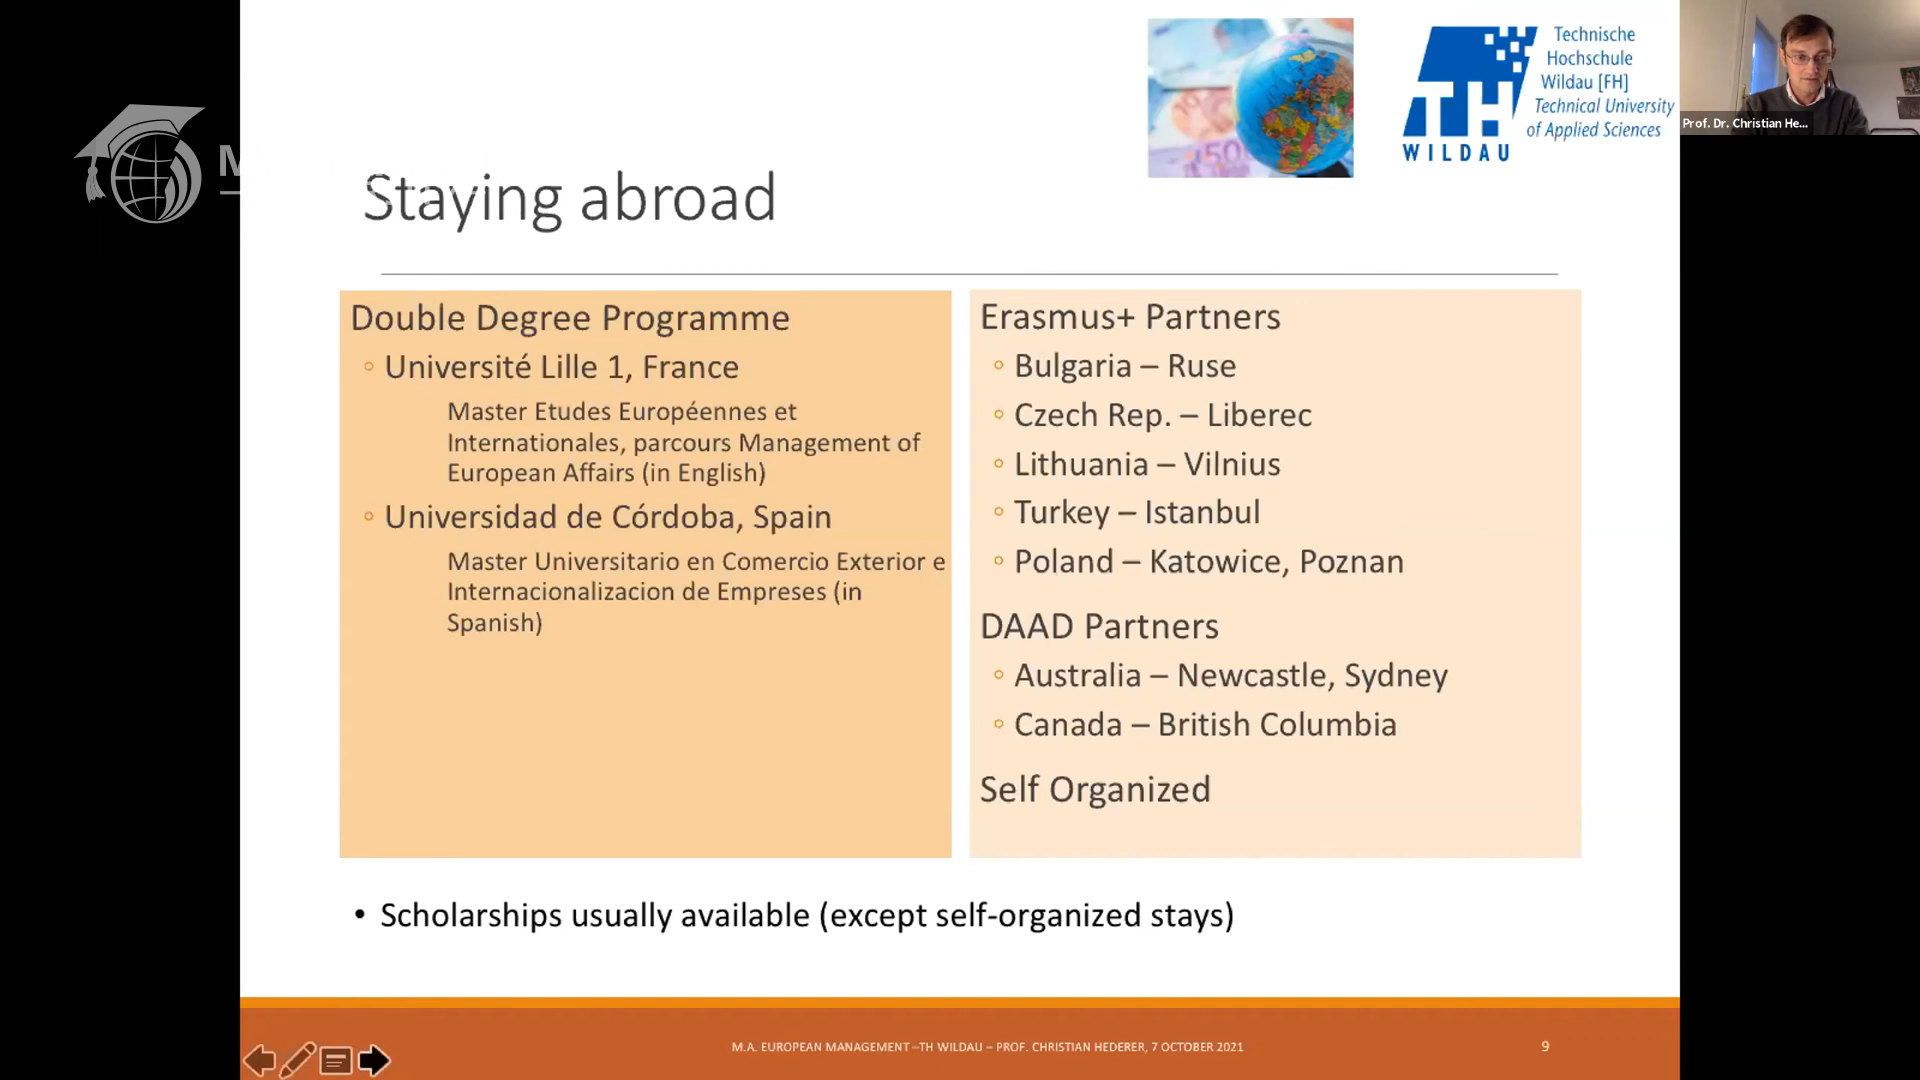 Technische
Hochschule
Wildau [FH]
Technical University
of Applied Sciences
TH
WILDAU
Prof. Dr. Christian He...
M
Staying abroad
Double Degree Programme
◦ Université Lille 1, France
Master Etudes Européennes et
Internationales, parcours Management of
European Affairs (in English)
◦ Universidad de Córdoba, Spain
Master Universitario en Comercio Exterior e
Internacionalizacion de Empreses (in
Spanish)
Erasmus+ Partners
◦ Bulgaria – Ruse
◦ Czech Rep. – Liberec
◦ Lithuania – Vilnius
◦ Turkey – Istanbul
◦ Poland – Katowice, Poznan
DAAD Partners
◦ Australia – Newcastle, Sydney
◦ Canada – British Columbia
Self Organized
• Scholarships usually available (except self-organized stays)
M.A. EUROPEAN MANAGEMENT –TH WILDAU – PROF. CHRISTIAN HEDERER, 7 OCTOBER 2021
9